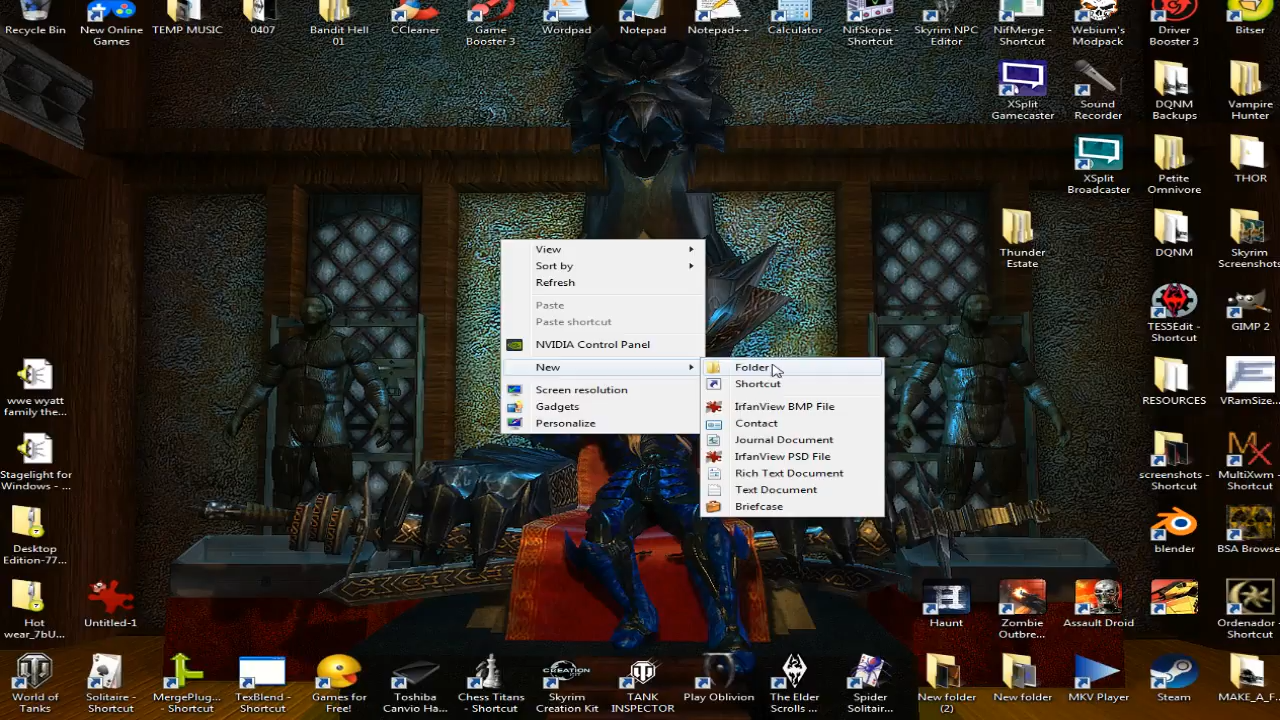 Recycle Bin
New Online
Games
TEMP MUSIC
0407
Bandit Hell
01
CCleaner
Game
Booster 3
Wordpad
Notepad
Notepad++
Calculator
NifSkope -
Shortcut
Skyrim NPC
Editor
NifMerge -
Shortcut
Webium's
Modpack
Driver
Booster 3
Bitser
XSplit
Gamecaster
Sound
Recorder
DQNM
Backups
Vampire
Hunter
XSplit
Broadcaster
Petite
Omnivore
THOR
Thunder
Estate
DQNM
Skyrim
Screenshots
TES5Edit -
Shortcut
GIMP 2
View
Sort by
Refresh
Paste
Paste shortcut
NVIDIA Control Panel
New
Screen resolution
Gadgets
Personalize
Folder
Shortcut
IrfanView BMP File
Contact
Journal Document
IrfanView PSD File
Rich Text Document
Text Document
Briefcase
wwe wyatt
family the...
RESOURCES
VRamSize...
Stagelight for
Windows - ...
screenshots -
Shortcut
MultiXwm -
Shortcut
Desktop
Edition-77...
blender
BSA Browse
Hot
wear_7bU...
Untitled-1
Haunt
Zombie
Outbre...
Assault Droid
Ordenador -
Shortcut
World of
Tanks
Solitaire -
Shortcut
MergePlug...
- Shortcut
TexBlend -
Shortcut
Games for
Free!
Toshiba
Canvio Ha...
Chess Titans
- Shortcut
CREATION
KIT
Skyrim
Creation Kit
TANK
INSPECTOR
Play Oblivion
The Elder
Scrolls ...
Spider
Solitair...
New folder
(2)
New folder
MKV Player
Steam
MAKE_A_F...